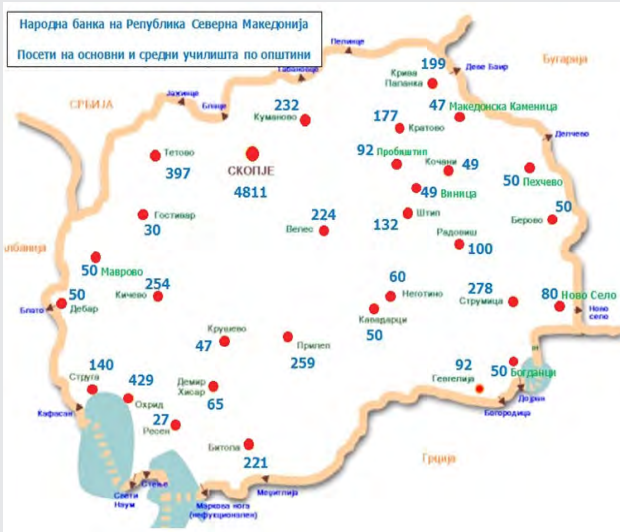 Народна банка на Република Северна Македонија
Посети на основни и средни училишта по општини
Пелинце
199
Деве Баир
Бугарија
Крива
Паланка
Табановце
СРБИЈА
Јажинце
Блаце
232
Куманово
47 Македонска Каменица
177
Кратово
Делчево
Тетово
397
СКОПЈЕ
4811
92 Пробиштип
Кочани
49
50 Пехчево
49 Виница
Гостивар
30
224
Велес
132
Штип
50
Берово
Радовиш
100
Албанија
50 Маврово
254
Кичево
50
Дебар
Блато
60
Неготино
278
Струмица
80 Ново Село
Ново
село
Кавадарци
50
Крушево
47
Прилеп
259
140
Струга
429
Охрид
Демир
Хисар
65
92
Гевгелија
50 Богданци
Дојран
Богородица
Кафасан
27
Ресен
Битола
221
Грција
Стење
Свети
Наум
Меџитлија
Маркова нога
(нефукционален)